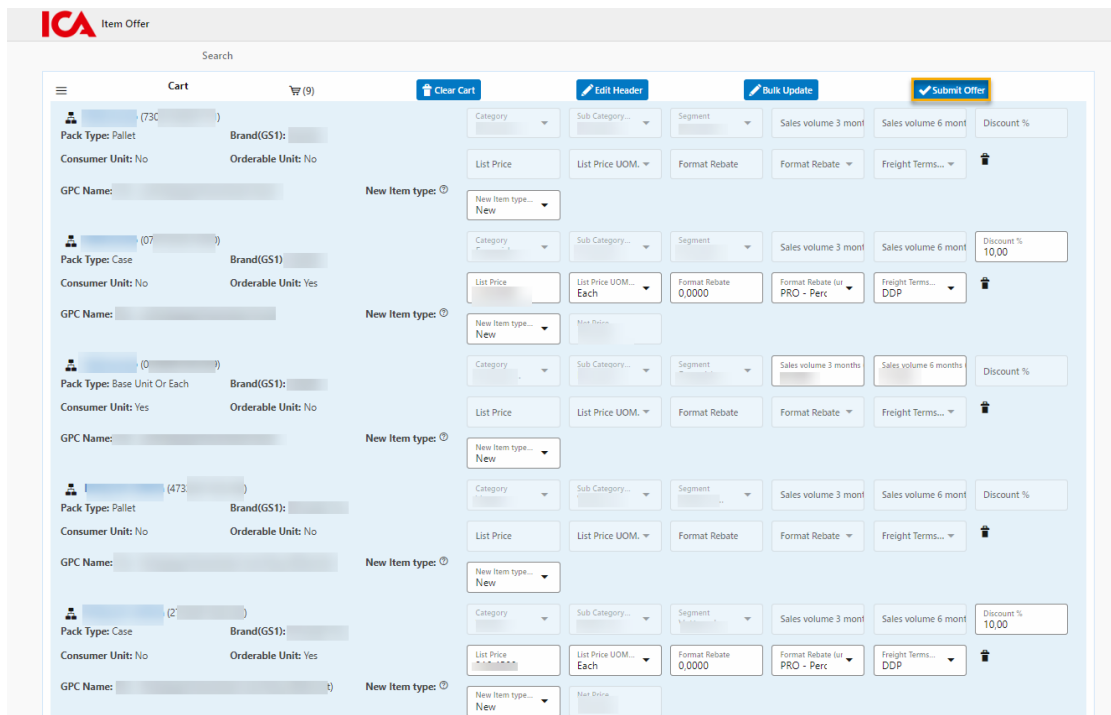 ICA Item Offer
Search
Cart (9) Clear Cart Edit Header Bulk Update Submit Offer
(730 ) Category Sub Category... Segment Sales volume 3 mont Sales volume 6 mont Discount %
Pack Type: Pallet Brand(GS1):
Consumer Unit: No Orderable Unit: No List Price List Price UOM. Format Rebate Format Rebate Freight Terms...
GPC Name: New Item type: New Item type...
New
(07 ) Category Sub Category... Segment Sales volume 3 mont Sales volume 6 mont Discount %
10,00
Pack Type: Case Brand(GS1)
Consumer Unit: No Orderable Unit: Yes List Price List Price UOM... Format Rebate Format Rebate (ur Freight Terms...
Each 0,0000 PRO - Perc DDP
GPC Name: New Item type: New Item type... Net Price
New
(0 ) Category Sub Category... Segment Sales volume 3 months Sales volume 6 months Discount %
Pack Type: Base Unit Or Each Brand(GS1):
Consumer Unit: Yes Orderable Unit: No List Price List Price UOM. Format Rebate Format Rebate Freight Terms...
GPC Name: New Item type: New Item type...
New
(473. ) Category Sub Category... Segment Sales volume 3 mont Sales volume 6 mont Discount %
Pack Type: Pallet Brand(GS1):
Consumer Unit: No Orderable Unit: No List Price List Price UOM. Format Rebate Format Rebate Freight Terms...
GPC Name: New Item type: New Item type...
New
(2 ) Category Sub Category... Segment Sales volume 3 mont Sales volume 6 mont Discount %
10,00
Pack Type: Case Brand(GS1):
Consumer Unit: No Orderable Unit: Yes List Price List Price UOM... Format Rebate Format Rebate (ur Freight Terms...
Each 0,0000 PRO - Perc DDP
GPC Name: t) New Item type: New Item type... Net Price
New